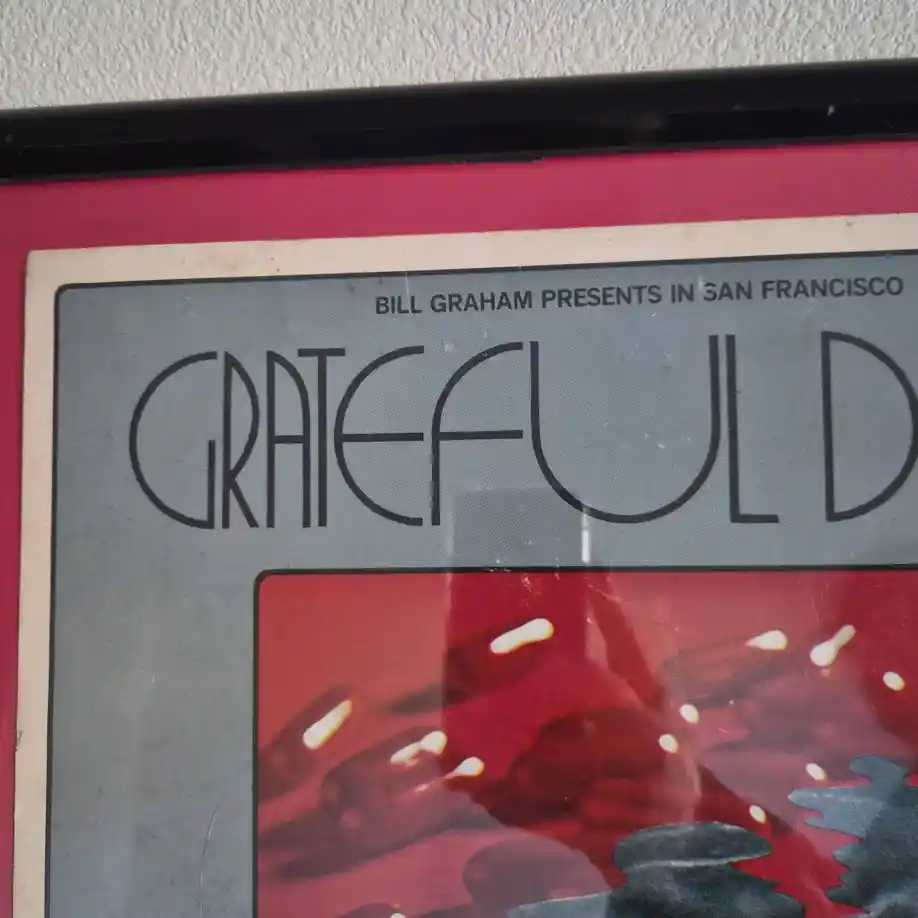 BILL GRAHAM PRESENTS IN SAN FRANCISCO
GRATEFUL D